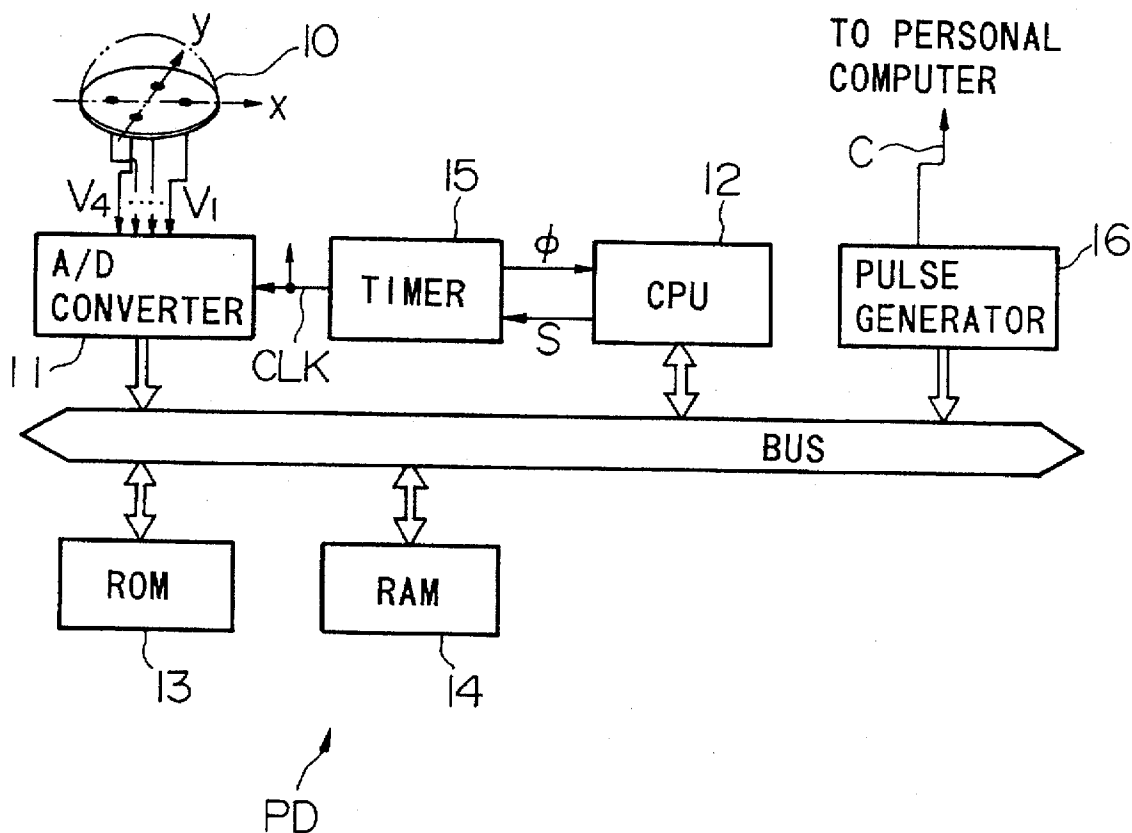 y
10
x
TO PERSONAL
COMPUTER
C
V4
V1
15
12
16
A/D
CONVERTER
TIMER
φ
S
CPU
PULSE
GENERATOR
11
CLK
BUS
ROM
RAM
13
14
PD